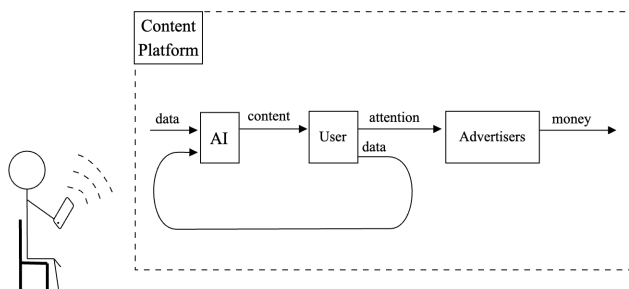 Content
Platform
data
AI
content
User
attention
data
Advertisers
money